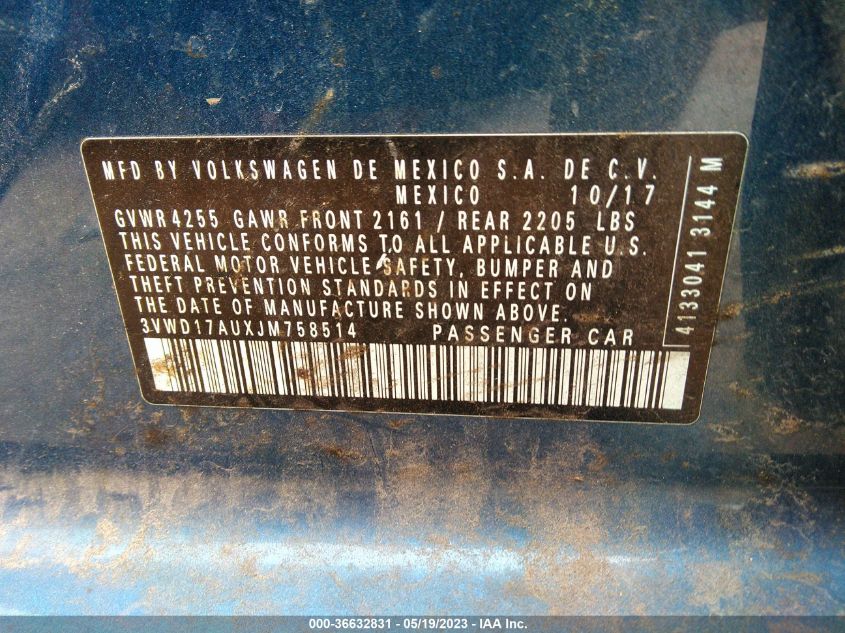 MFD BY VOLKSWAGEN DE MEXICO S.A. DE C.V.
MEXICO 10/17
GVWR 4255 GAWR FRONT 2161 / REAR 2205 LBS
THIS VEHICLE CONFORMS TO ALL APPLICABLE U.S.
FEDERAL MOTOR VEHICLE SAFETY, BUMPER AND
THEFT PREVENTION STANDARDS IN EFFECT ON
THE DATE OF MANUFACTURE SHOWN ABOVE.
3VWD17AUXJM758514 PASSENGER CAR
4133041 3144 M
000-36632831 - 05/19/2023 - IAA Inc.